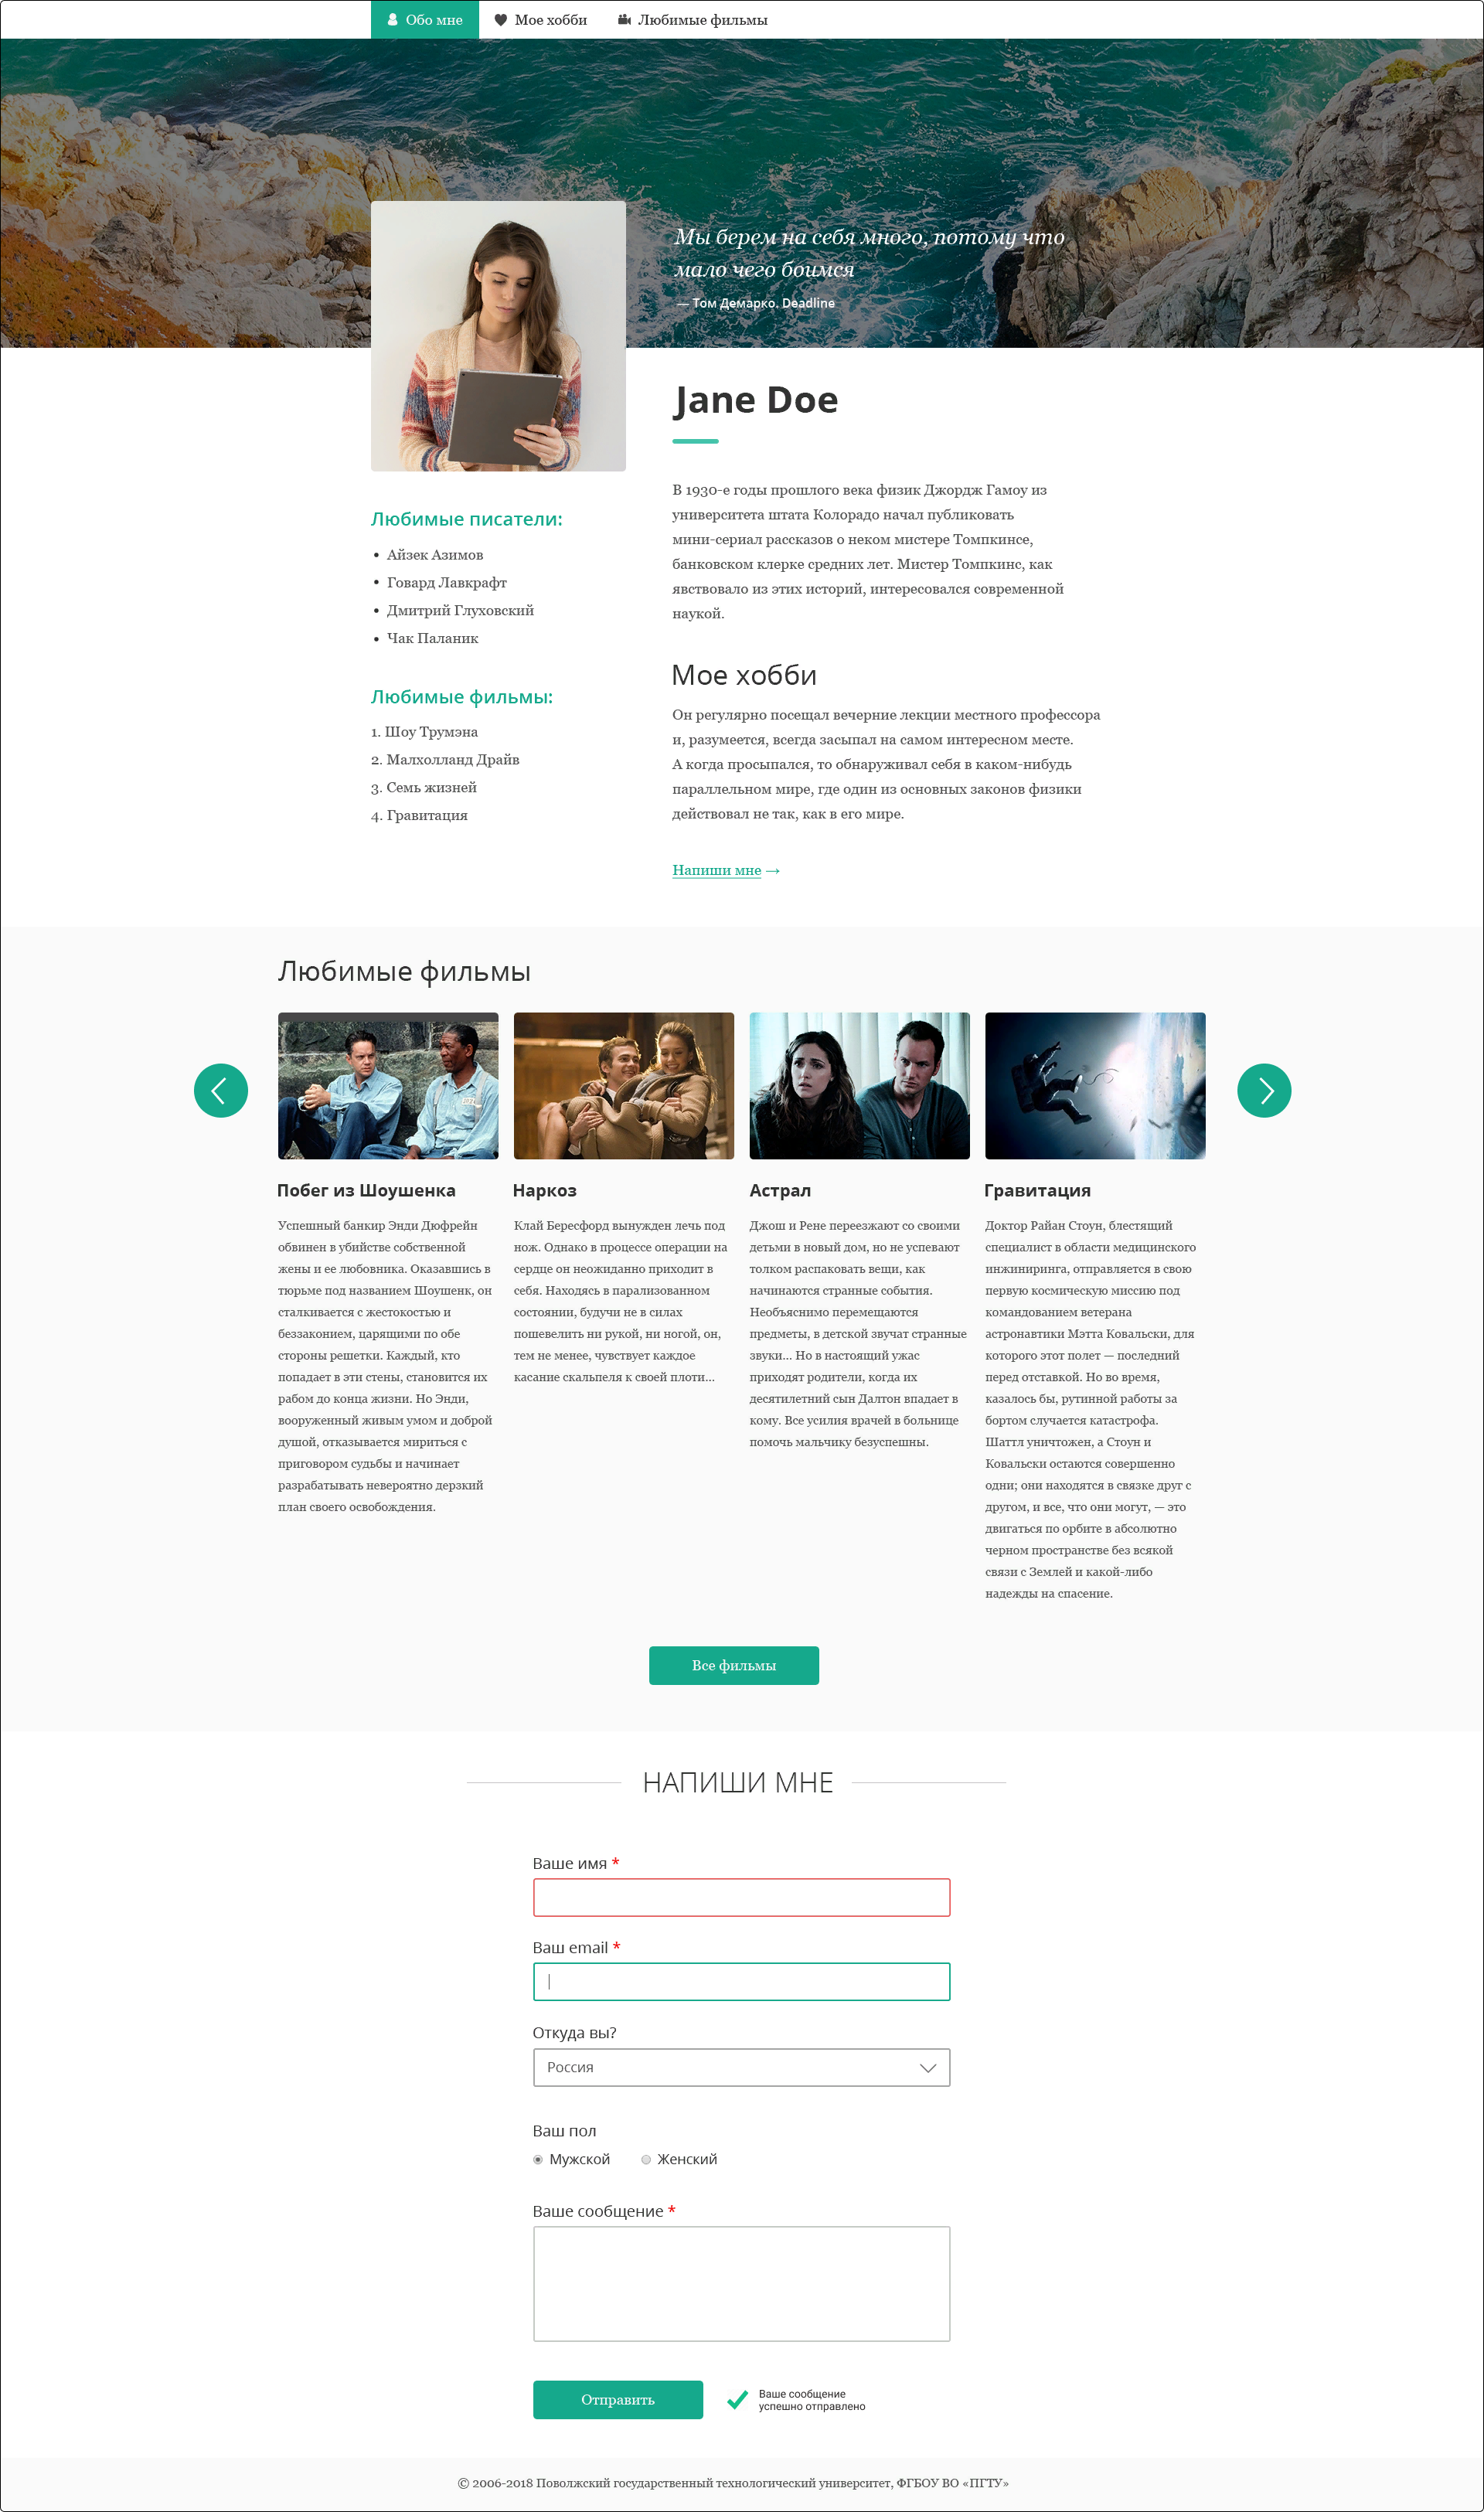 Обо мне
Мое хобби
Любимые фильмы
Мы берем на себя много, потому что
мало чего боимся
— Том Демарко. Deadline
Jane Doe
В 1930-е годы прошлого века физик Джордж Гамоу из
университета штата Колорадо начал публиковать
мини-сериал рассказов о неком мистере Томпкинсе,
банковском клерке средних лет. Мистер Томпкинс, как
явствовало из этих историй, интересовался современной
наукой.
Любимые писатели:
• Айзек Азимов
• Говард Лавкрафт
• Дмитрий Глуховский
• Чак Паланик
Любимые фильмы:
1. Шоу Трумэна
2. Малхолланд Драйв
3. Семь жизней
4. Гравитация
Мое хобби
Он регулярно посещал вечерние лекции местного профессора
и, разумеется, всегда засыпал на самом интересном месте.
А когда просыпался, то обнаруживал себя в каком-нибудь
параллельном мире, где один из основных законов физики
действовал не так, как в его мире.
Напиши мне →
Любимые фильмы
Побег из Шоушенка
Успешный банкир Энди Дюфрейн
обвинен в убийстве собственной
жены и ее любовника. Оказавшись в
тюрьме под названием Шоушенк, он
сталкивается с жестокостью и
беззаконием, царящими по обе
стороны решетки. Каждый, кто
попадает в эти стены, становится их
рабом до конца жизни. Но Энди,
вооруженный живым умом и доброй
душой, отказывается мириться с
приговором судьбы и начинает
разрабатывать невероятно дерзкий
план своего освобождения.
Наркоз
Клай Бересфорд вынужден лечь под
нож. Однако в процессе операции на
сердце он неожиданно приходит в
себя. Находясь в парализованном
состоянии, будучи не в силах
пошевелить ни рукой, ни ногой, он,
тем не менее, чувствует каждое
касание скальпеля к своей плоти...
Астрал
Джош и Рене переезжают со своими
детьми в новый дом, но не успевают
толком распаковать вещи, как
начинаются странные события.
Необъяснимо перемещаются
предметы, в детской звучат странные
звуки... Но в настоящий ужас
приходят родители, когда их
десятилетний сын Далтон впадает в
кому. Все усилия врачей в больнице
помочь мальчику безуспешны.
Гравитация
Доктор Райан Стоун, блестящий
специалист в области медицинского
инжиниринга, отправляется в свою
первую космическую миссию под
командованием ветерана
астронавтики Мэтта Ковальски, для
которого этот полет — последний
перед отставкой. Но во время,
казалось бы, рутинной работы за
бортом случается катастрофа.
Шаттл уничтожен, а Стоун и
Ковальски остаются совершенно
одни; они находятся в связке друг с
другом, и все, что они могут, — это
двигаться по орбите в абсолютно
черном пространстве без всякой
связи с Землей и какой-либо
надежды на спасение.
Все фильмы
НАПИШИ МНЕ
Ваше имя *
Ваш email *
Откуда вы?
Россия
Ваш пол
Мужской
Женский
Ваше сообщение *
Отправить
Ваше сообщение
успешно отправлено
© 2006-2018 Поволжский государственный технологический университет, ФГБОУ ВО «ПГТУ»